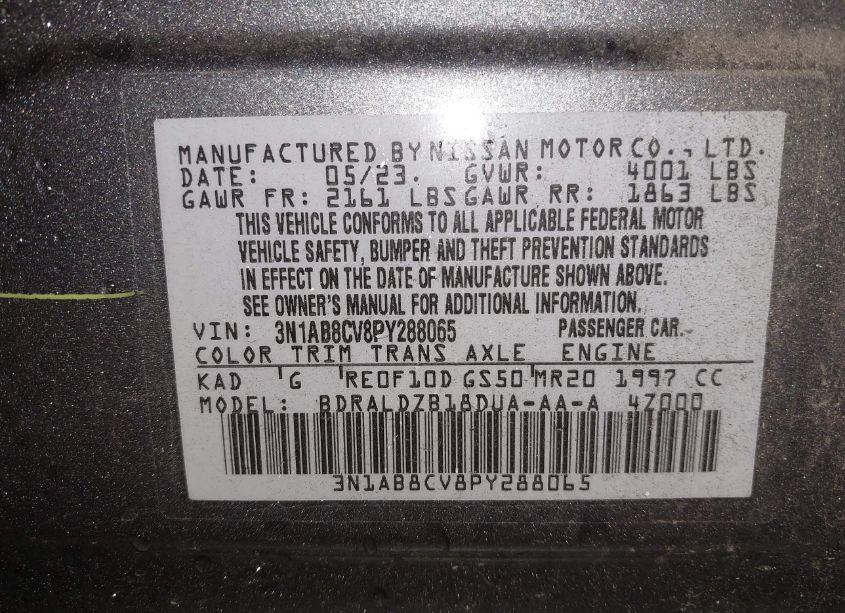 MANUFACTURED BY NISSAN MOTOR CO., LTD.
DATE: 05/23. GVWR: 4001 LBS
GAWR FR: 2161 LBS GAWR RR: 1863 LBS
THIS VEHICLE CONFORMS TO ALL APPLICABLE FEDERAL MOTOR
VEHICLE SAFETY, BUMPER AND THEFT PREVENTION STANDARDS
IN EFFECT ON THE DATE OF MANUFACTURE SHOWN ABOVE.
SEE OWNER'S MANUAL FOR ADDITIONAL INFORMATION.
VIN: 3N1AB8CV8PY288065 PASSENGER CAR.
COLOR TRIM TRANS AXLE ENGINE
KAD G RE0F10D GS50 MR20 1997 CC
MODEL: BDRALDZB18DUA-AA-A 4Z000
3N1AB8CV8PY288065